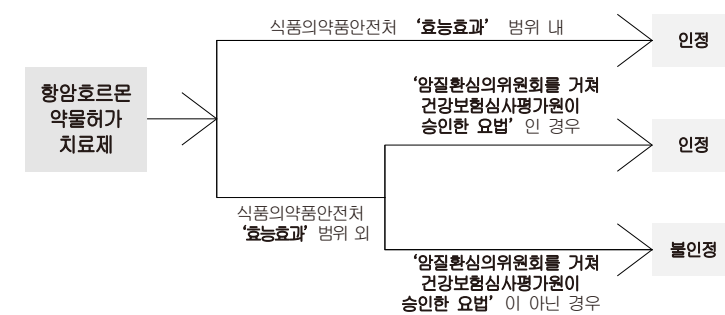 식품의약품안전처 ‘효능효과’ 범위 내
인정
항암호르몬
약물허가
치료제
‘암질환심의위원회를 거쳐
건강보험심사평가원이
승인한 요법’ 인 경우
인정
식품의약품안전처
‘효능효과’ 범위 외
불인정
‘암질환심의위원회를 거쳐
건강보험심사평가원이
승인한 요법’ 이 아닌 경우